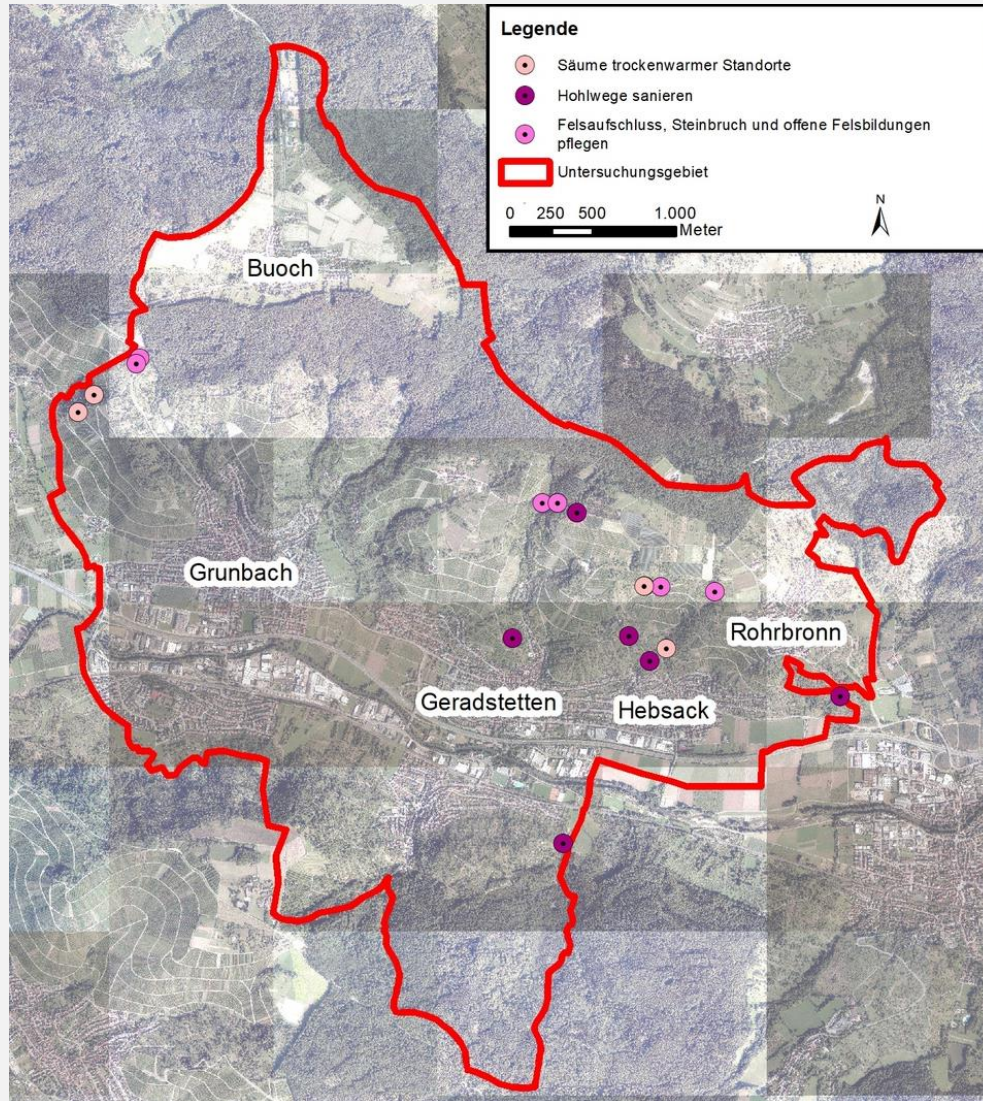 Legende
Säume trockenwarmer Standorte
Hohlwege sanieren
Felsaufschluss, Steinbruch und offene Felsbildungen
pflegen
Untersuchungsgebiet
0 250 500 1.000
Meter
N
Buoch
Grunbach
Rohrbronn
Geradstetten
Hebsack